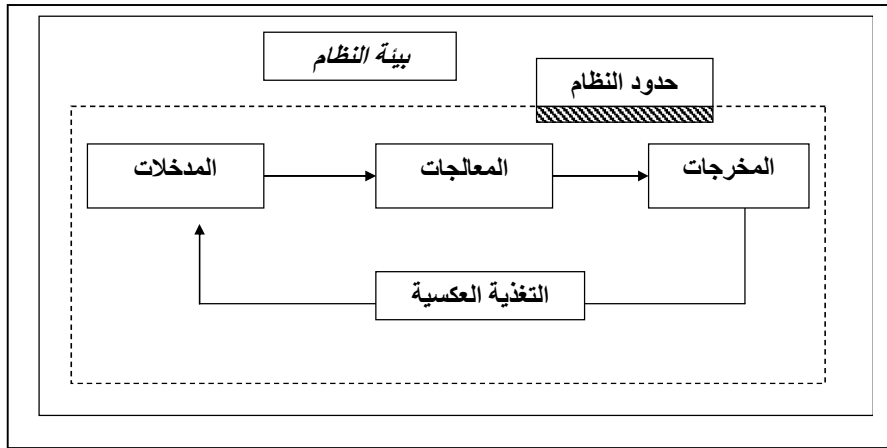 بيئة النظام
حدود النظام
المدخلات
المعالجات
المخرجات
التغذية العكسية